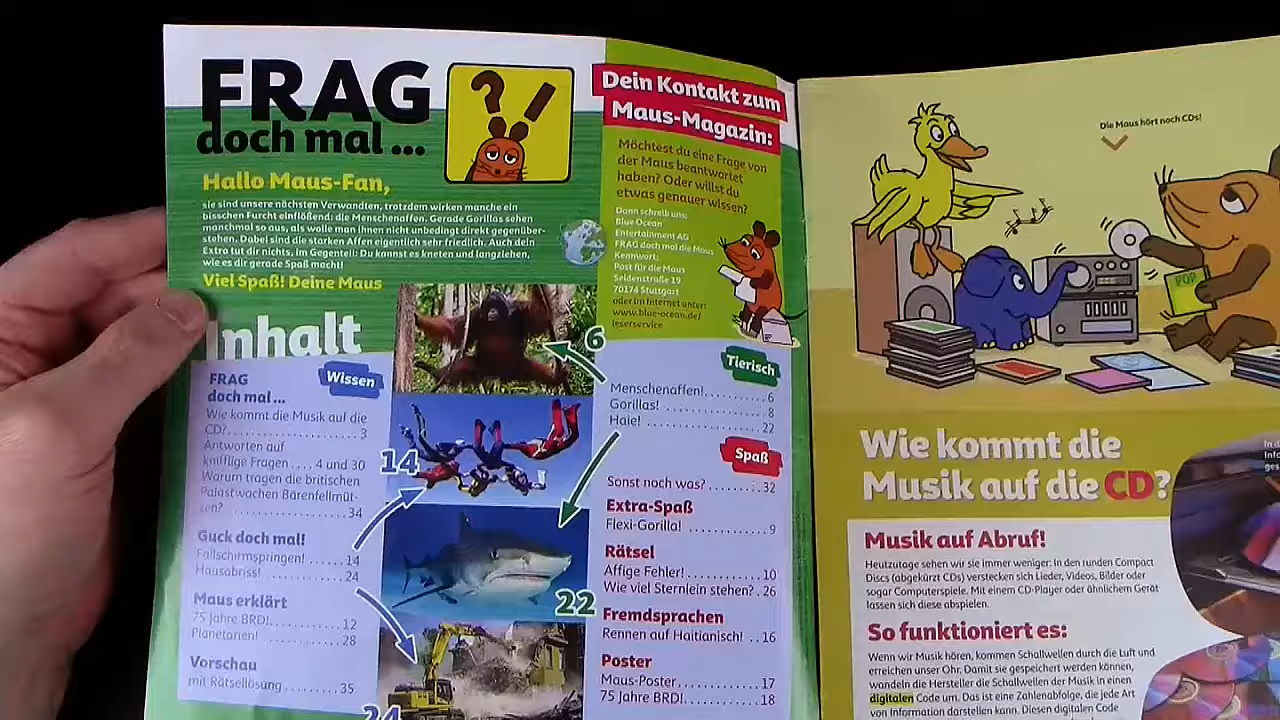 FRAG
doch mal ...
Hallo Maus-Fan,
sie sind unsere nächsten Verwandten, trotzdem wirken manche ein
bisschen Furcht einflößend: die Menschenaffen. Gerade Gorillas sehen
manchmal so aus, als wolle man ihnen nicht unbedingt direkt gegenüber-
stehen. Dabei sind die starken Affen eigentlich sehr friedlich. Auch dein
Extra tut dir nichts, im Gegenteil: Du kannst es kneten und langziehen,
wie es dir gerade Spaß macht!
Viel Spaß! Deine Maus
Dein Kontakt zum
Maus-Magazin:
Möchtest du eine Frage von
der Maus beantwortet
haben? Oder willst du
etwas genauer wissen?
Dann schreib uns:
Blue Ocean
Entertainment AG
FRAG doch mal die Maus
Kennwort:
Post für die Maus
Seidenstraße 19
70174 Stuttgart
oder im Internet unter:
www.blue-ocean.de/
leserservice
Inhalt
Wissen
FRAG
doch mal ...
Wie kommt die Musik auf die
CD? 3
Antworten auf
knifflige Fragen .... 4 und 30
Warum tragen die britischen
Palastwachen Bärenfellmüt-
zen? 34
Guck doch mal!
Fallschirmspringen! 14
Hausabriss! 24
Maus erklärt
75 Jahre BRD! 12
Planetarien! 28
Vorschau
mit Rätsellösung 35
6
14
22
24
Tierisch
Menschenaffen! 6
Gorillas! 8
Haie! 22
Spaß
Sonst noch was? 32
Extra-Spaß
Flexi-Gorilla! 9
Rätsel
Affige Fehler! 10
Wie viel Sternlein stehen? . 26
Fremdsprachen
Rennen auf Haitianisch! .. 16
Poster
Maus-Poster 17
75 Jahre BRD! 18
Die Maus hört noch CDs!
POP
Wie kommt die
Musik auf die CD?
Musik auf Abruf!
Heutzutage sehen wir sie immer weniger: In den runden Compact
Discs (abgekürzt CDs) verstecken sich Lieder, Videos, Bilder oder
sogar Computerspiele. Mit einem CD-Player oder ähnlichem Gerät
lassen sich diese abspielen.
So funktioniert es:
Wenn wir Musik hören, kommen Schallwellen durch die Luft und
erreichen unser Ohr. Damit sie gespeichert werden können,
wandeln die Hersteller die Schallwellen der Musik in einen
digitalen Code um. Das ist eine Zahlenabfolge, die jede Art
von Information darstellen kann. Diesen digitalen Code